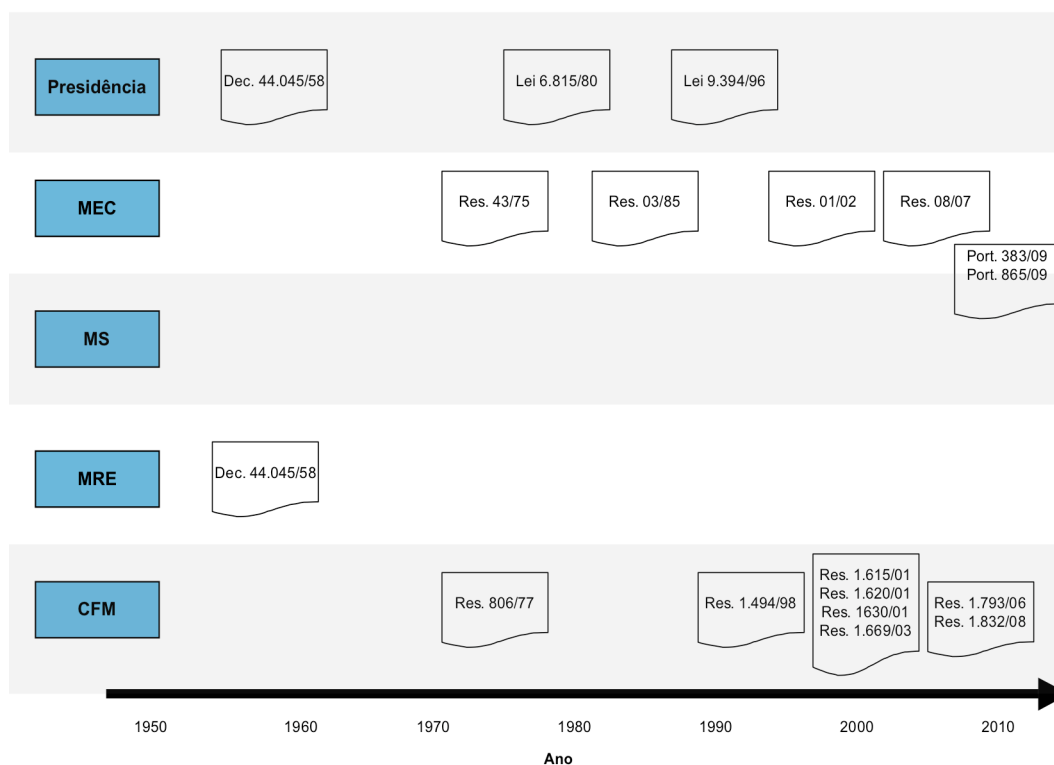 Presidência
Dec. 44.045/58
Lei 6.815/80
Lei 9.394/96
MEC
Res. 43/75
Res. 03/85
Res. 01/02
Res. 08/07
Port. 383/09
Port. 865/09
MS
MRE
Dec. 44.045/58
CFM
Res. 806/77
Res. 1.494/98
Res. 1.615/01
Res. 1.620/01
Res. 1630/01
Res. 1.669/03
Res. 1.793/06
Res. 1.832/08
1950 1960 1970 1980 1990 2000 2010
Ano